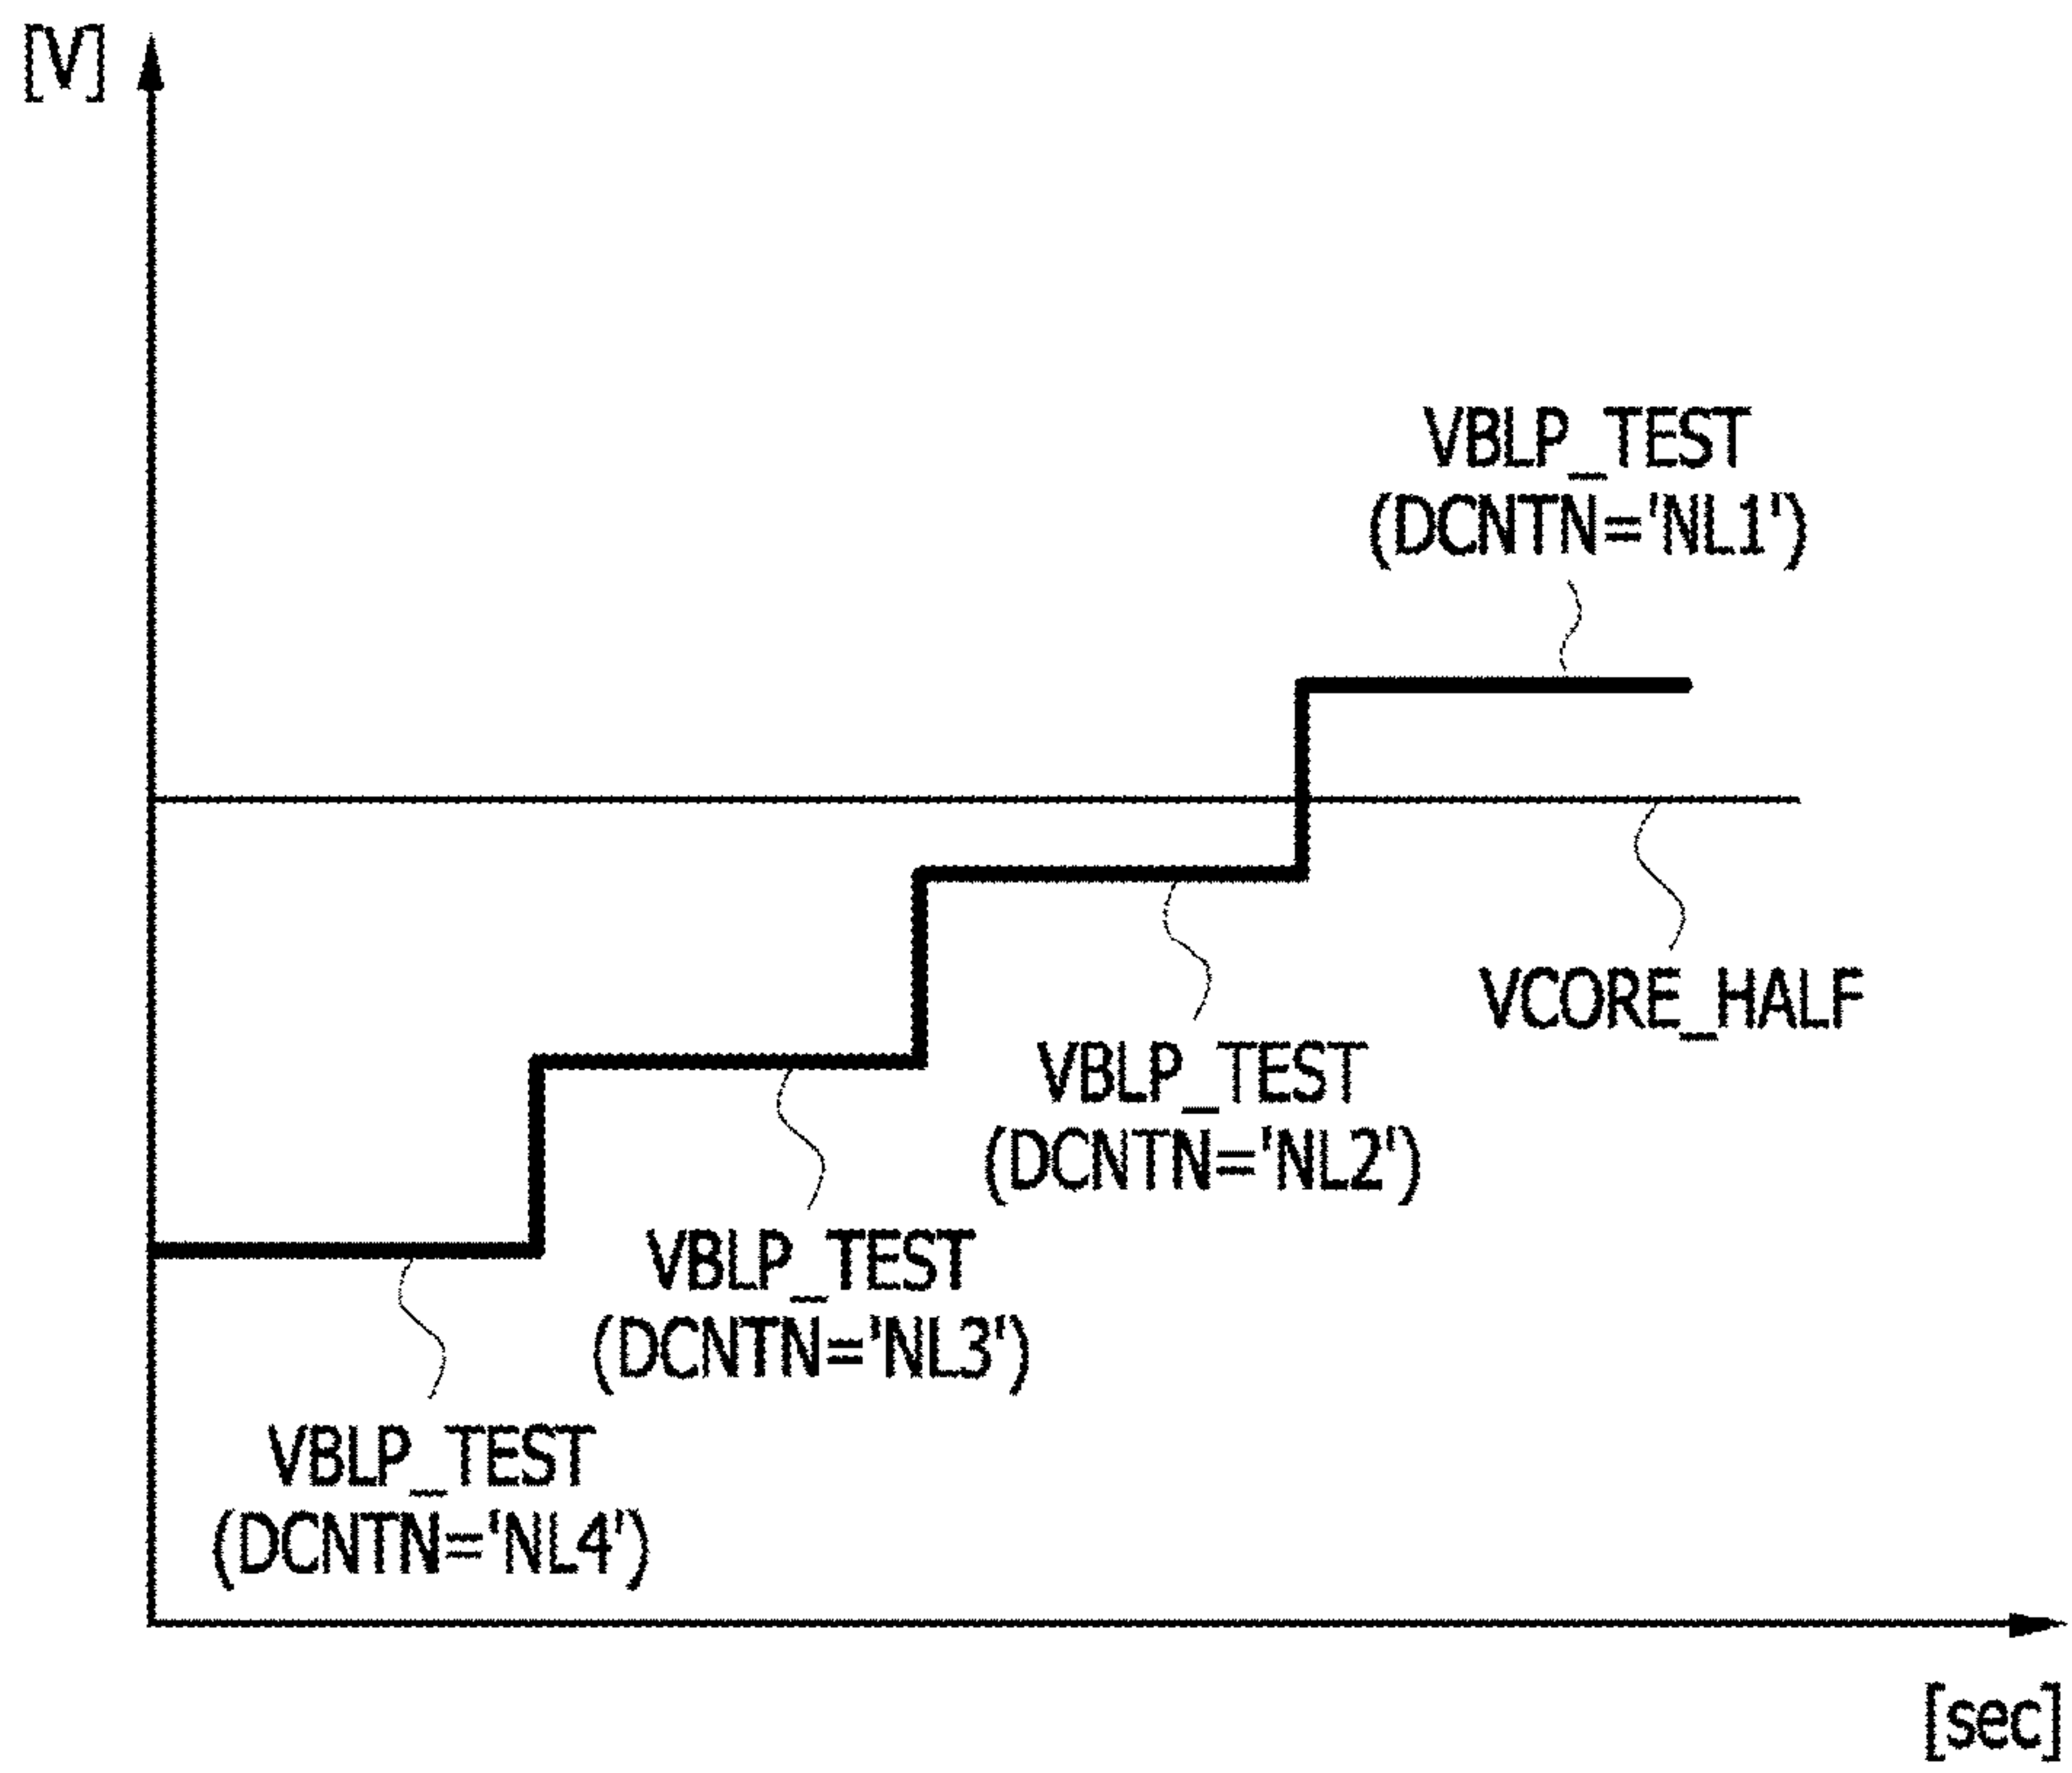 [V]
VBLP_TEST
(DCNTN='NL1')
VCORE_HALF
VBLP_TEST
(DCNTN='NL2')
VBLP_TEST
(DCNTN='NL3')
VBLP_TEST
(DCNTN='NL4')
[sec]